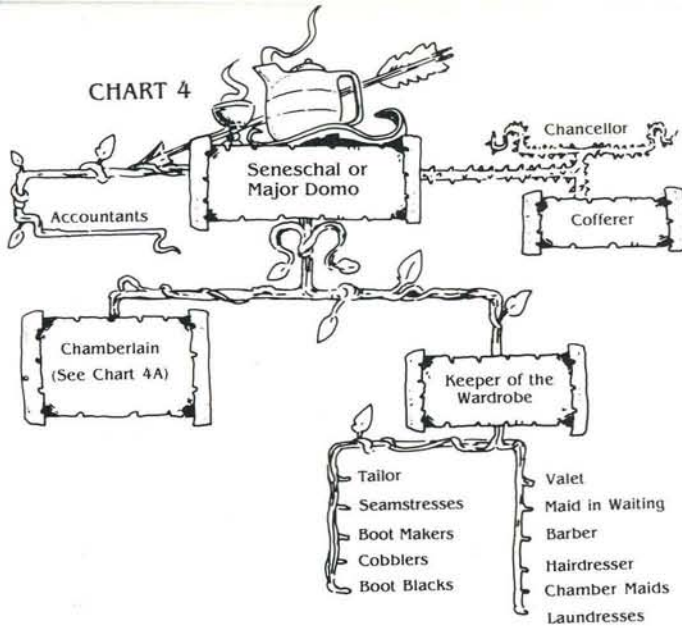 CHART 4
Seneschal or
Major Domo
Chancellor
Accountants
Cofferer
Chamberlain
(See Chart 4A)
Keeper of the
Wardrobe
Tailor
Seamstresses
Boot Makers
Cobblers
Boot Blacks
Valet
Maid in Waiting
Barber
Hairdresser
Chamber Maids
Laundresses